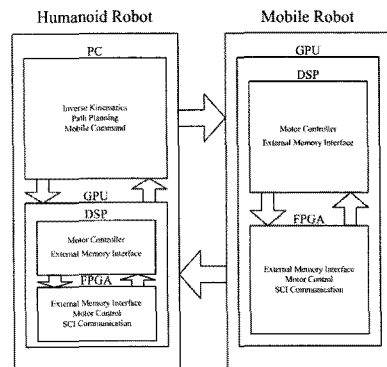 Humanoid Robot
PC
Inverse Kinematics
Path Planning
Mobile Command
GPU
DSP
Motor Controller
External Memory Interface
FPGA
External Memory Interface
Motor Control
SCI Communication
Mobile Robot
GPU
DSP
Motor Controller
External Memory Interface
FPGA
External Memory Interface
Motor Control
SCI Communication